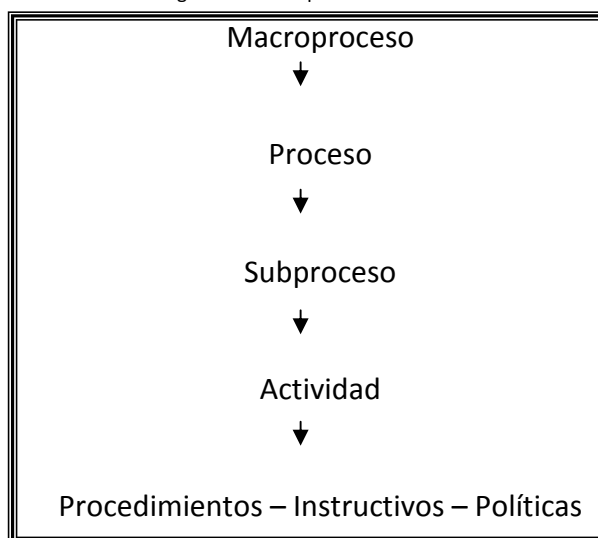 Macroproceso
Proceso
Subproceso
Actividad
Procedimientos – Instructivos – Políticas